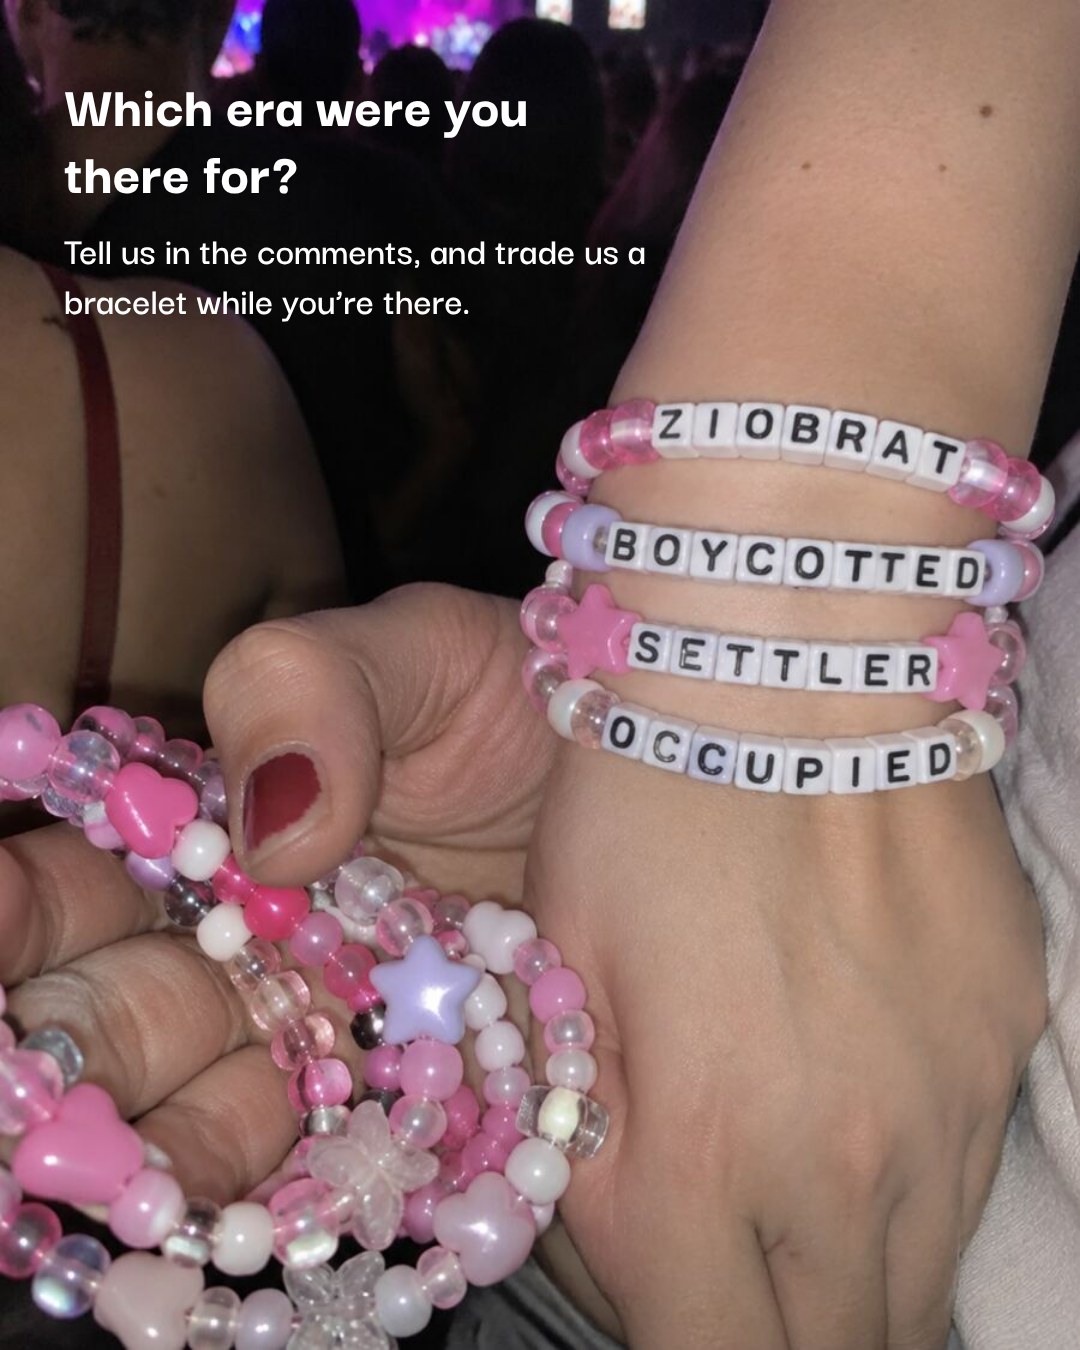 Which era were you
there for?
Tell us in the comments, and trade us a
bracelet while you’re there.
ZIOBRAT
BOYCOTTED
SETTLER
OCCUPIED